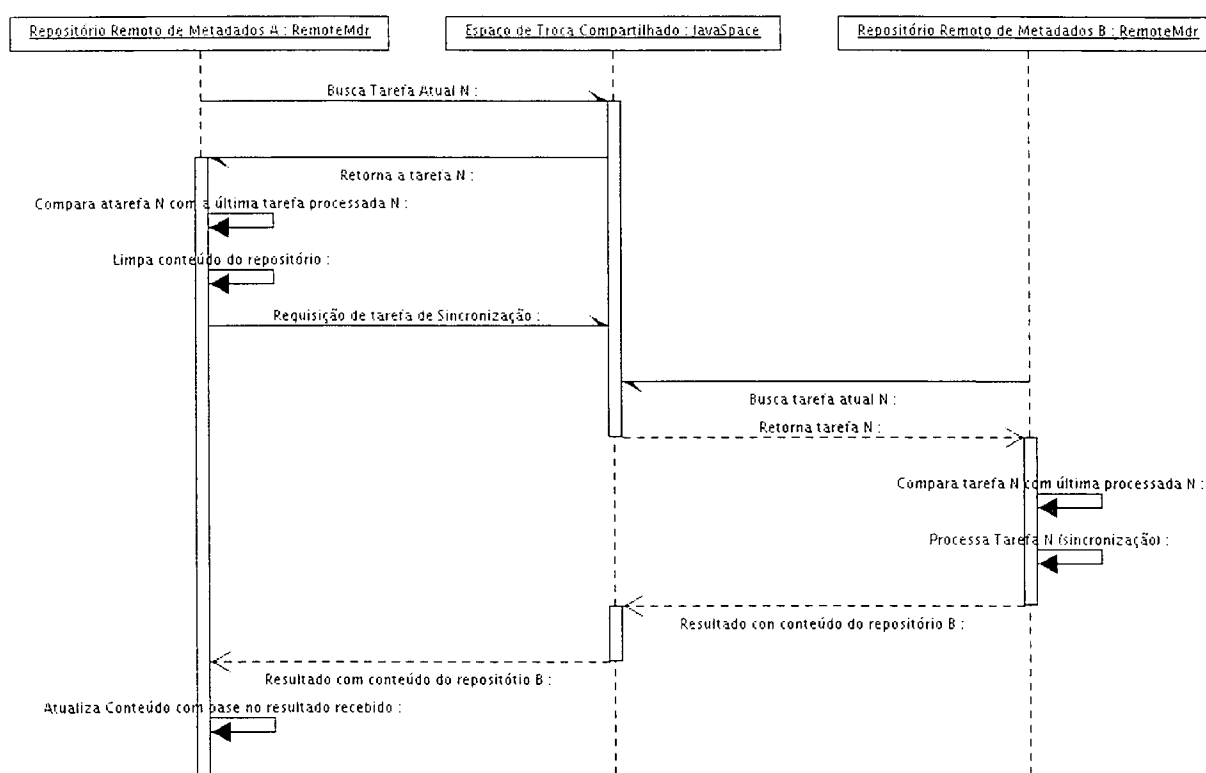 Repositório Remoto de Metadados A : RemoteMdr
Espaço de Troca Compartilhado : JavaSpace
Repositório Remoto de Metadados B : RemoteMdr
Busca Tarefa Atual N :
Retorna a tarefa N :
Compara atarefa N com a última tarefa processada N :
Limpa conteúdo do repositório :
Requisição de tarefa de Sincronização :
Busca tarefa atual N :
Retorna tarefa N :
Compara tarefa N com última processada N :
Processa Tarefa N (sincronização) :
Resultado con conteúdo do repositório B :
Resultado com conteúdo do repositótio B :
Atualiza Conteúdo com base no resultado recebido :